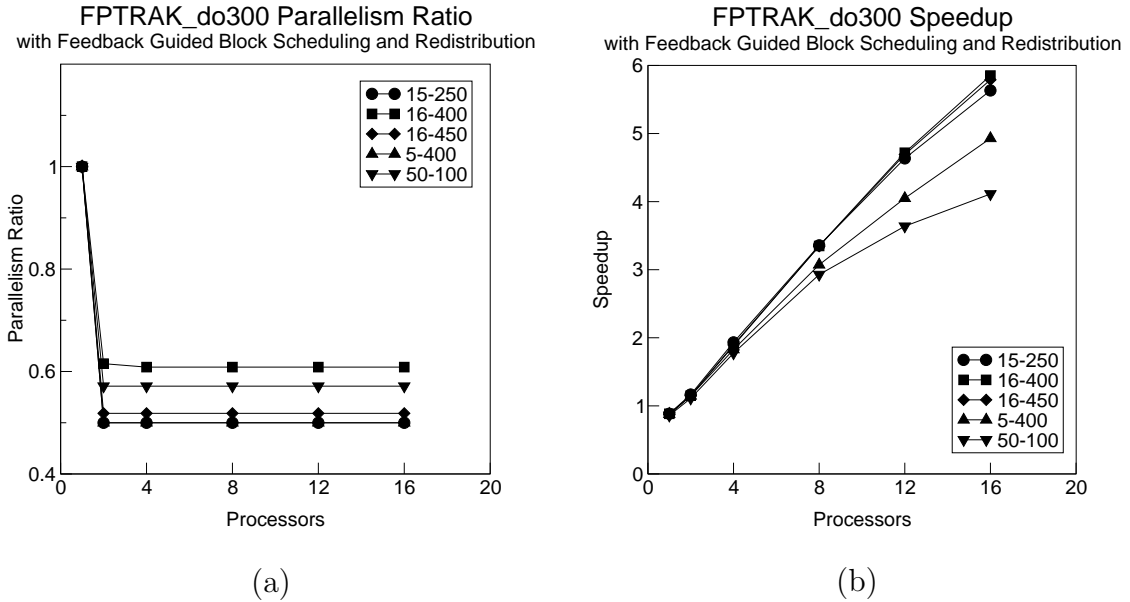 FPTRAK_do300 Parallelism Ratio
with Feedback Guided Block Scheduling and Redistribution
1
0.8
0.6
0.4
Parallelism Ratio
0 4 8 12 16 20
Processors
15-250
16-400
16-450
5-400
50-100
(a)
FPTRAK_do300 Speedup
with Feedback Guided Block Scheduling and Redistribution
6
5
4
3
2
1
0
Speedup
0 4 8 12 16 20
Processors
15-250
16-400
16-450
5-400
50-100
(b)